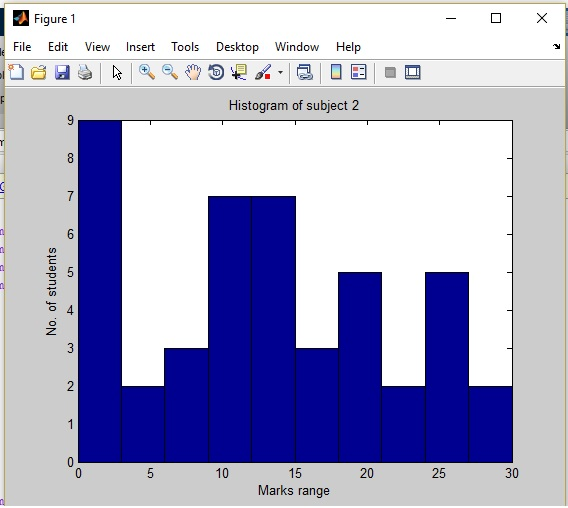 Figure 1
File Edit View Insert Tools Desktop Window Help
Histogram of subject 2
9
8
7
6
5
4
3
2
1
0
No. of students
0 5 10 15 20 25 30
Marks range